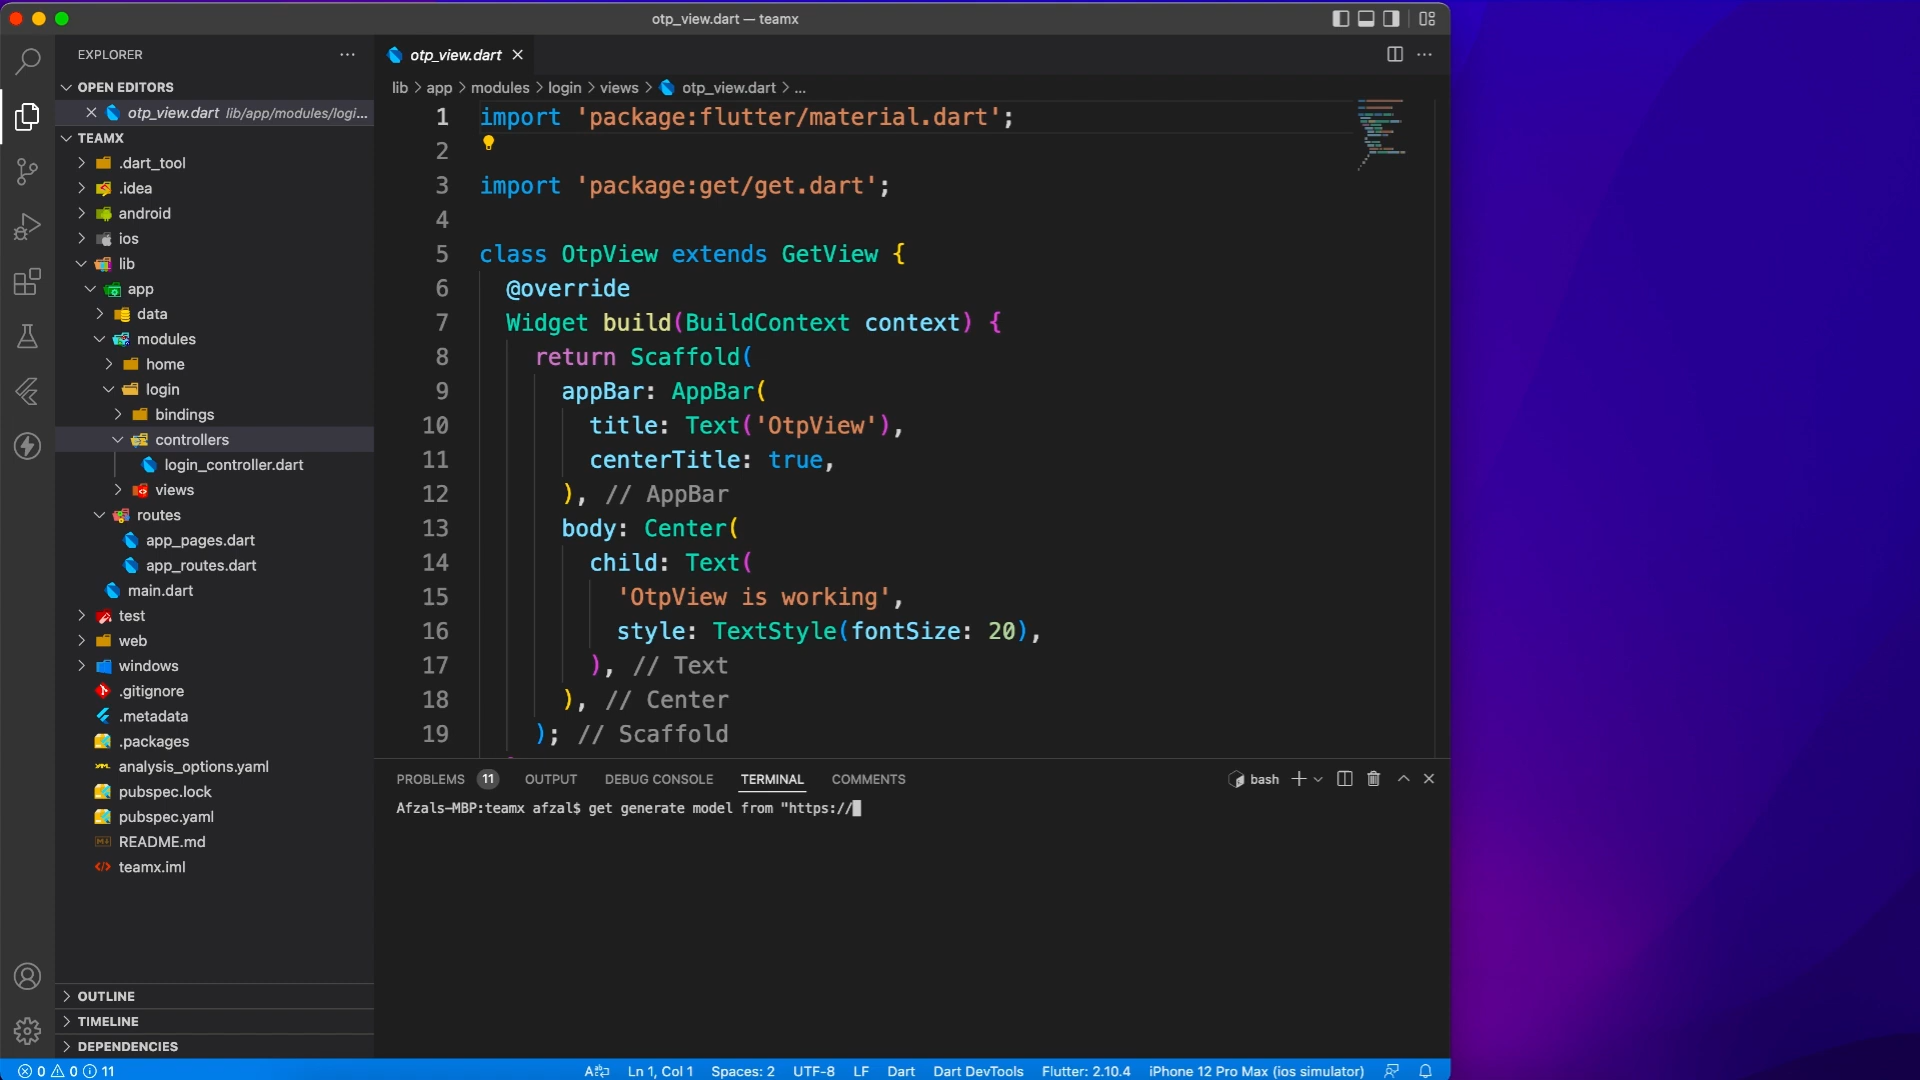 otp_view.dart — teamx
EXPLORER
OPEN EDITORS
otp_view.dart lib/app/modules/logi...
TEAMX
.dart_tool
.idea
android
ios
lib
app
data
modules
home
login
bindings
controllers
login_controller.dart
views
routes
app_pages.dart
app_routes.dart
main.dart
test
web
windows
.gitignore
.metadata
.packages
analysis_options.yaml
pubspec.lock
pubspec.yaml
README.md
teamx.iml
OUTLINE
TIMELINE
DEPENDENCIES
otp_view.dart
lib > app > modules > login > views > otp_view.dart > ...
1 import 'package:flutter/material.dart';
2
3 import 'package:get/get.dart';
4
5 class OtpView extends GetView {
6 @override
7 Widget build(BuildContext context) {
8 return Scaffold(
9 appBar: AppBar(
10 title: Text('OtpView'),
11 centerTitle: true,
12 ), // AppBar
13 body: Center(
14 child: Text(
15 'OtpView is working',
16 style: TextStyle(fontSize: 20),
17 ), // Text
18 ), // Center
19 ); // Scaffold
PROBLEMS 11 OUTPUT DEBUG CONSOLE TERMINAL COMMENTS bash
Afzals-MBP:teamx afzal$ get generate model from "https://
0 0 11 Ln 1, Col 1 Spaces: 2 UTF-8 LF Dart Dart DevTools Flutter: 2.10.4 iPhone 12 Pro Max (ios simulator)